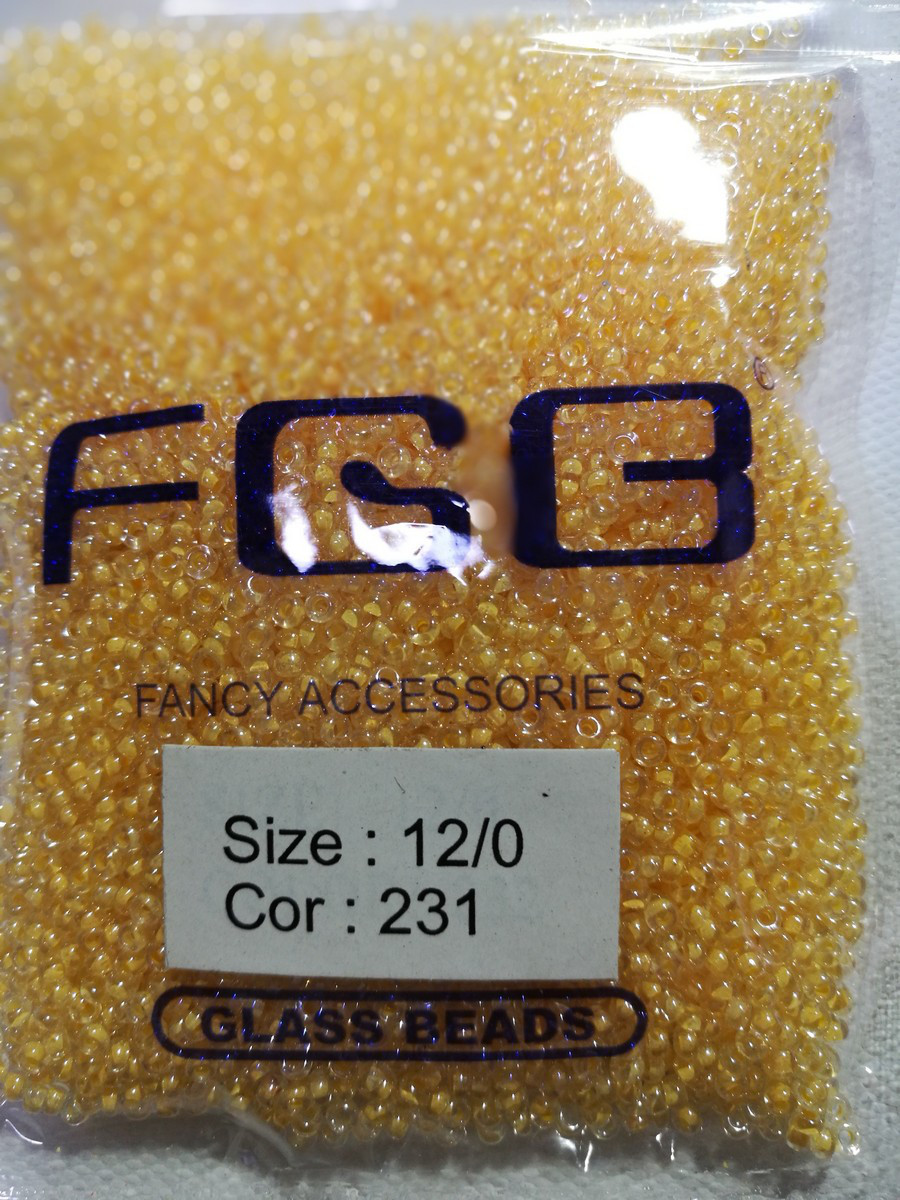 FGB
®
FANCY ACCESSORIES
Size : 12/0
Cor : 231
GLASS BEADS